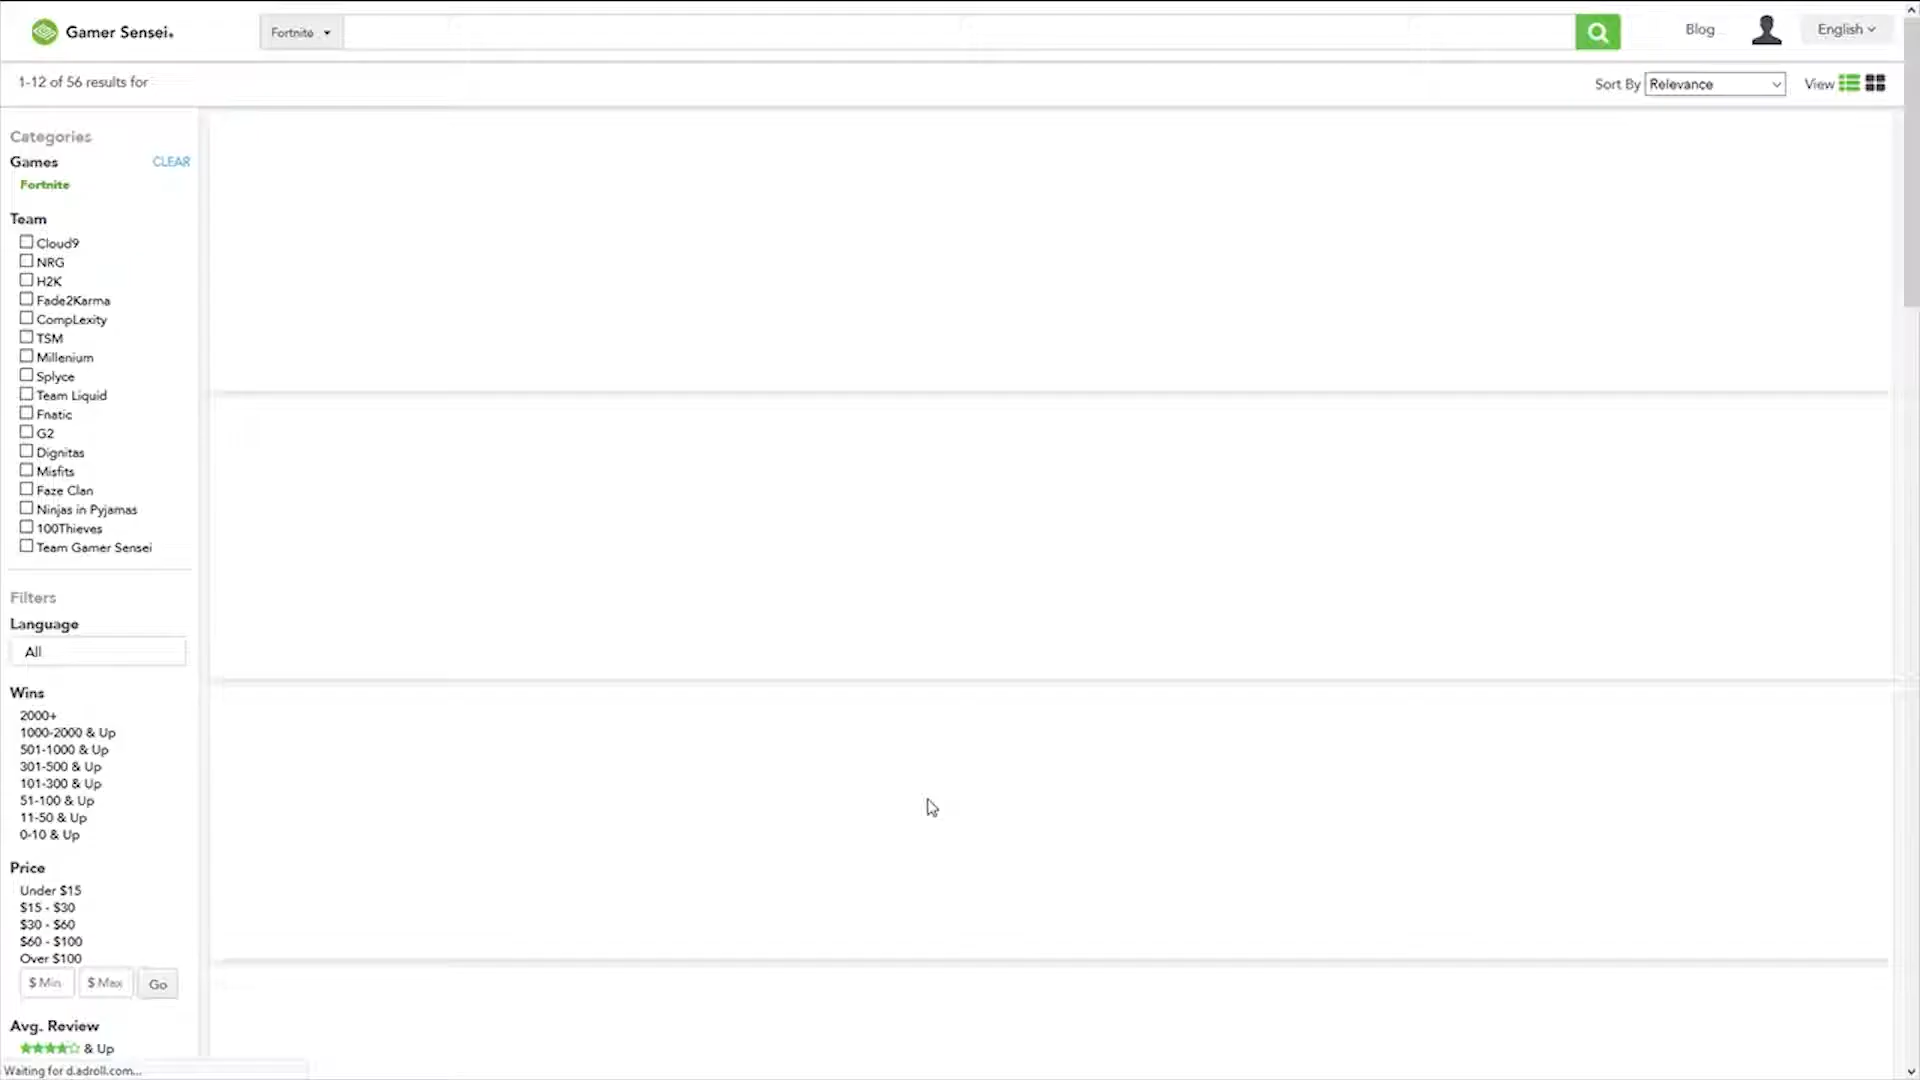 Gamer Sensei.
Fortnite
Blog
English
1-12 of 56 results for
Sort By
Relevance
View
Categories
Games
CLEAR
Fortnite
Team
Cloud9
NRG
H2K
Fade2Karma
CompLexity
TSM
Millenium
Splyce
Team Liquid
Fnatic
G2
Dignitas
Misfits
Faze Clan
Ninjas in Pyjamas
100Thieves
Team Gamer Sensei
Filters
Language
All
Wins
2000+
1000-2000 & Up
501-1000 & Up
301-500 & Up
101-300 & Up
51-100 & Up
11-50 & Up
0-10 & Up
Price
Under $15
$15 - $30
$30 - $60
$60 - $100
Over $100
$ Min
$ Max
Go
Avg. Review
& Up
Waiting for d.adroll.com...